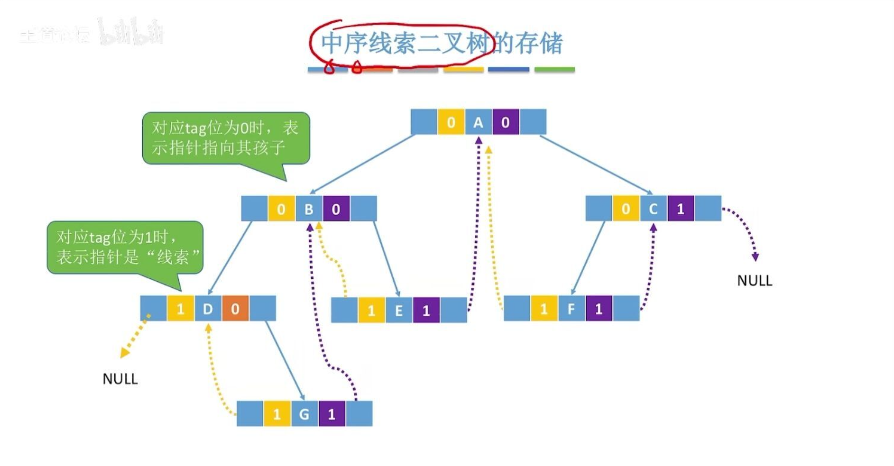 中序线索二叉树的存储
对应tag位为0时，表
示指针指向其孩子
0 A 0
0 B 0
0 C 1
对应tag位为1时，
表示指针是“线索”
NULL
1 D 0
1 E 1
1 F 1
NULL
1 G 1